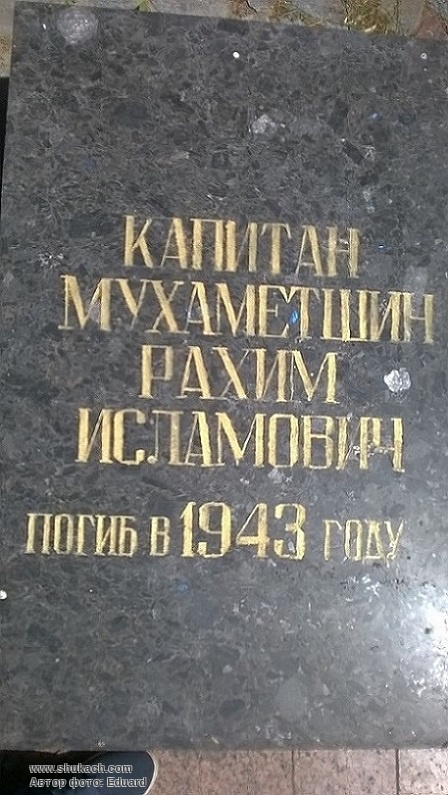 КАПИТАН
МУХАМЕТШИН
РАХИМ
ИСЛАМОВИЧ
ПОГИБ В 1943 ГОДУ
www.shukach.com
Автор фото: Eduard